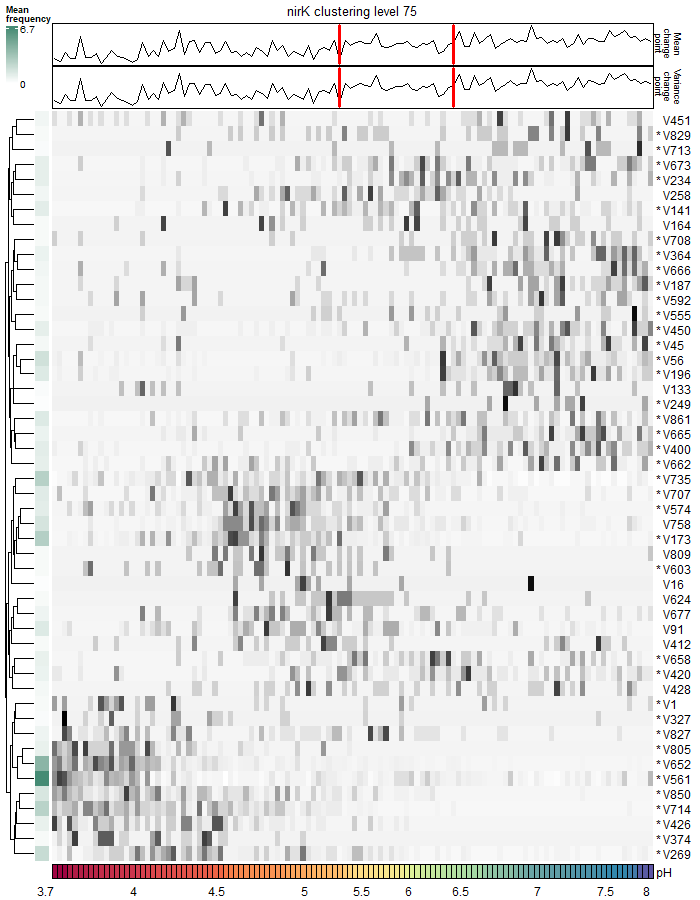 nirK clustering level 75
Mean
frequency
6.7
0
Mean
change
point
Variance
change
point
V451
*V829
*V713
*V673
*V234
V258
*V141
V164
*V708
*V364
*V666
*V187
*V592
*V555
*V450
*V45
*V56
*V196
V133
*V249
*V861
*V665
*V400
V662
*V735
*V707
*V574
V758
*V173
V809
*V603
V16
V624
V677
V91
V412
*V658
*V420
V428
*V1
*V327
*V827
*V805
*V652
*V561
*V850
*V714
*V426
*V374
*V269
pH
3.7 4 4.5 5 5.5 6 6.5 7 7.5 8